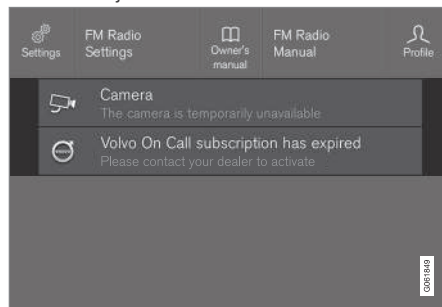 Settings
FM Radio
Settings
Owner's
manual
FM Radio
Manual
Profile
Camera
The camera is temporarily unavailable
Volvo On Call subscription has expired
Please contact your dealer to activate
G061849